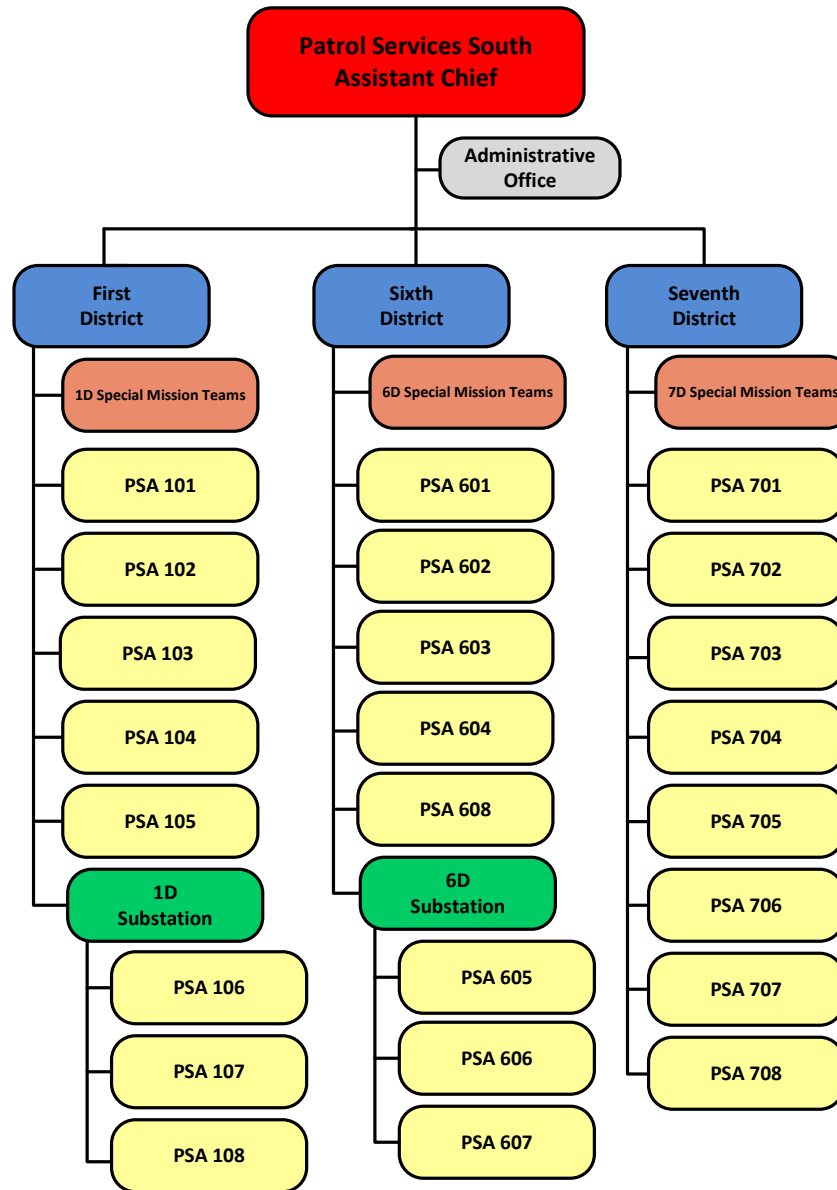 Patrol Services South
Assistant Chief
Administrative
Office
First
District
1D Special Mission Teams
PSA 101
PSA 102
PSA 103
PSA 104
PSA 105
1D
Substation
PSA 106
PSA 107
PSA 108
Sixth
District
6D Special Mission Teams
PSA 601
PSA 602
PSA 603
PSA 604
PSA 608
6D
Substation
PSA 605
PSA 606
PSA 607
Seventh
District
7D Special Mission Teams
PSA 701
PSA 702
PSA 703
PSA 704
PSA 705
PSA 706
PSA 707
PSA 708